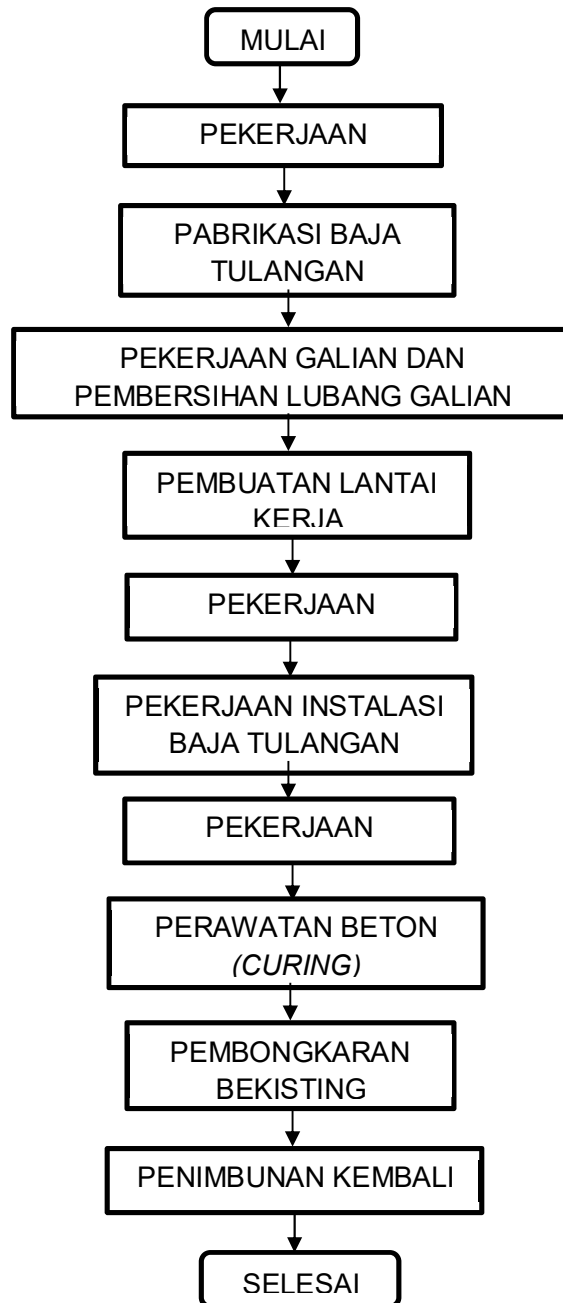 MULAI
PEKERJAAN
PABRIKASI BAJA
TULANGAN
PEKERJAAN GALIAN DAN
PEMBERSIHAN LUBANG GALIAN
PEMBUATAN LANTAI
KERJA
PEKERJAAN
PEKERJAAN INSTALASI
BAJA TULANGAN
PEKERJAAN
PERAWATAN BETON
(CURING)
PEMBONGKARAN
BEKISTING
PENIMBUNAN KEMBALI
SELESAI